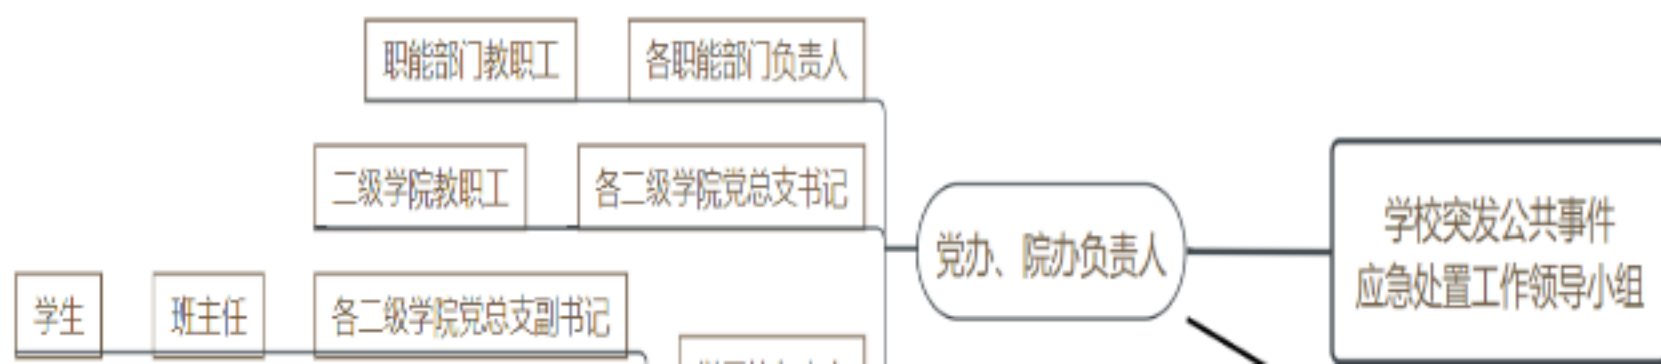 职能部门教职工
各职能部门负责人
二级学院教职工
各二级学院党总支书记
学校突发公共事件
应急处置工作领导小组
党办、院办负责人
学生
班主任
各二级学院党总支副书记